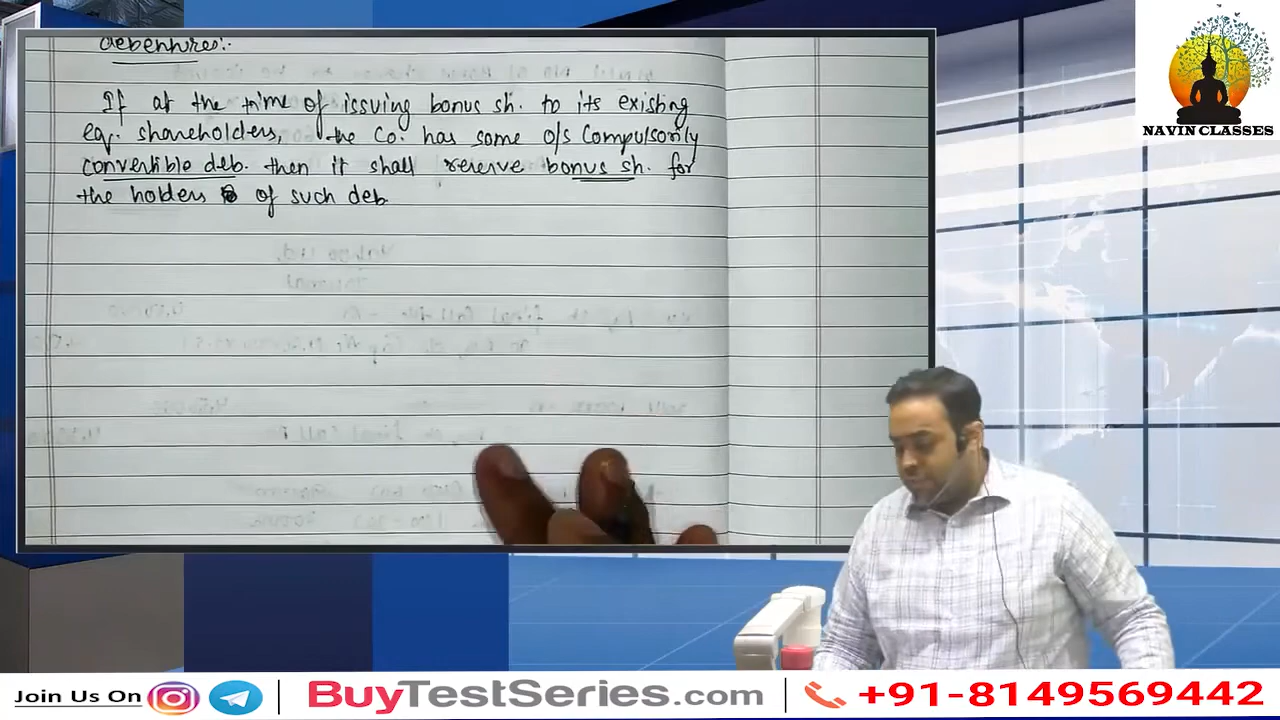 debentures:.
If at the time of issuing bonus sh. to its existing
eq. shareholders, the Co. has some o/s Compulsorily
convertible deb. then it shall reserve bonus sh. for
the holders of such deb.
NAVIN CLASSES
Join Us On BuyTestSeries.com +91-8149569442